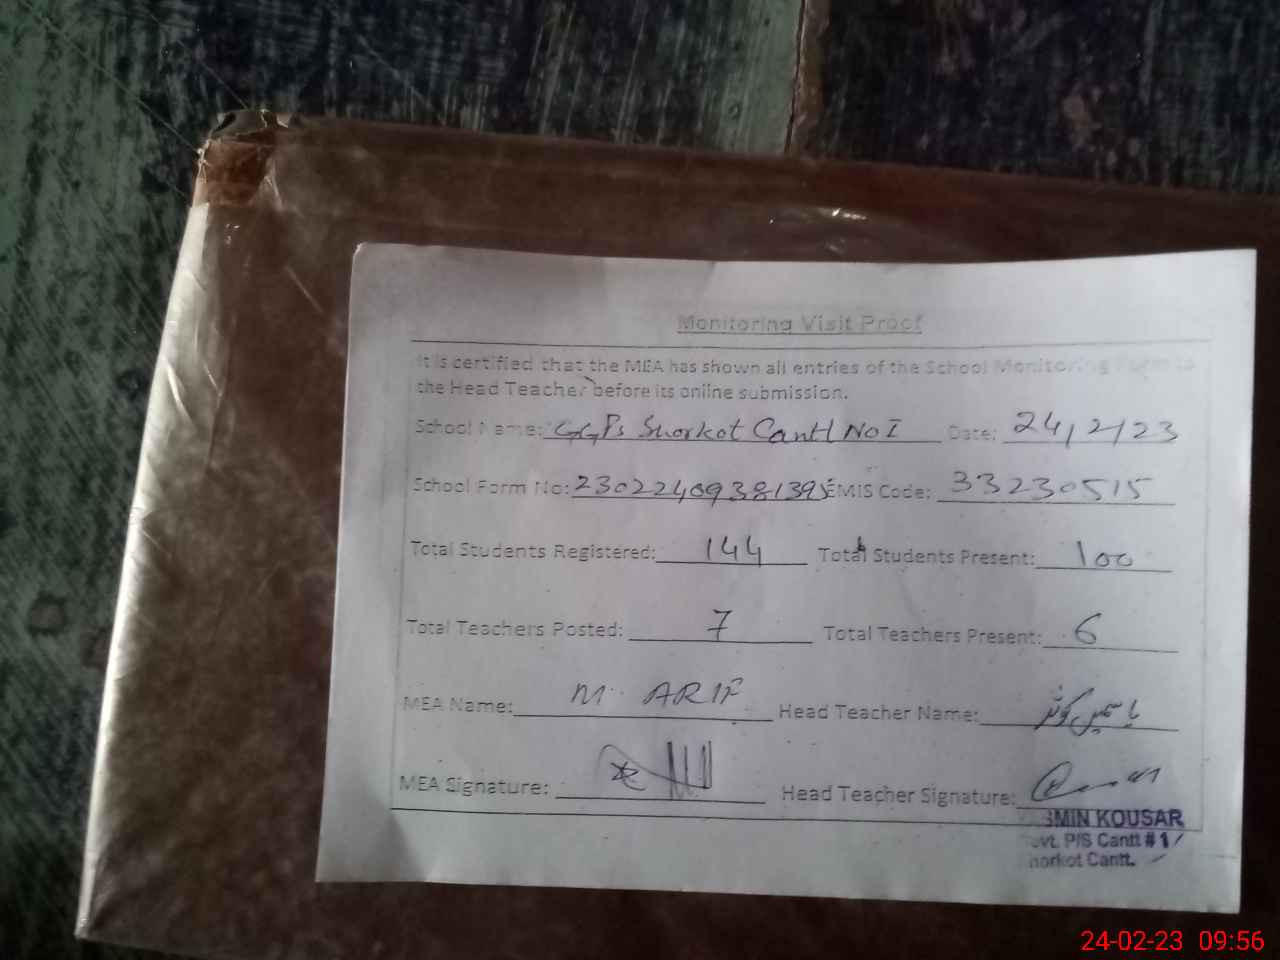 Monitoring Visit Proof
It is certified that the MEA has shown all entries of the School Monitoring Form to
the Head Teacher before its online submission.
School Name: GGPS Shorkot Cantt No I Date: 24/2/23
School Form No: 23022409381395 EMIS Code: 33230515
Total Students Registered: 144 Total Students Present: 100
Total Teachers Posted: 7 Total Teachers Present: 6
MEA Name: M. ARIF Head Teacher Name: یاسمین کوثر
MEA Signature: Head Teacher Signature:
SMIN KOUSAR
ovt. P/S Cantt # 1
horkot Cantt.
24-02-23 09:56